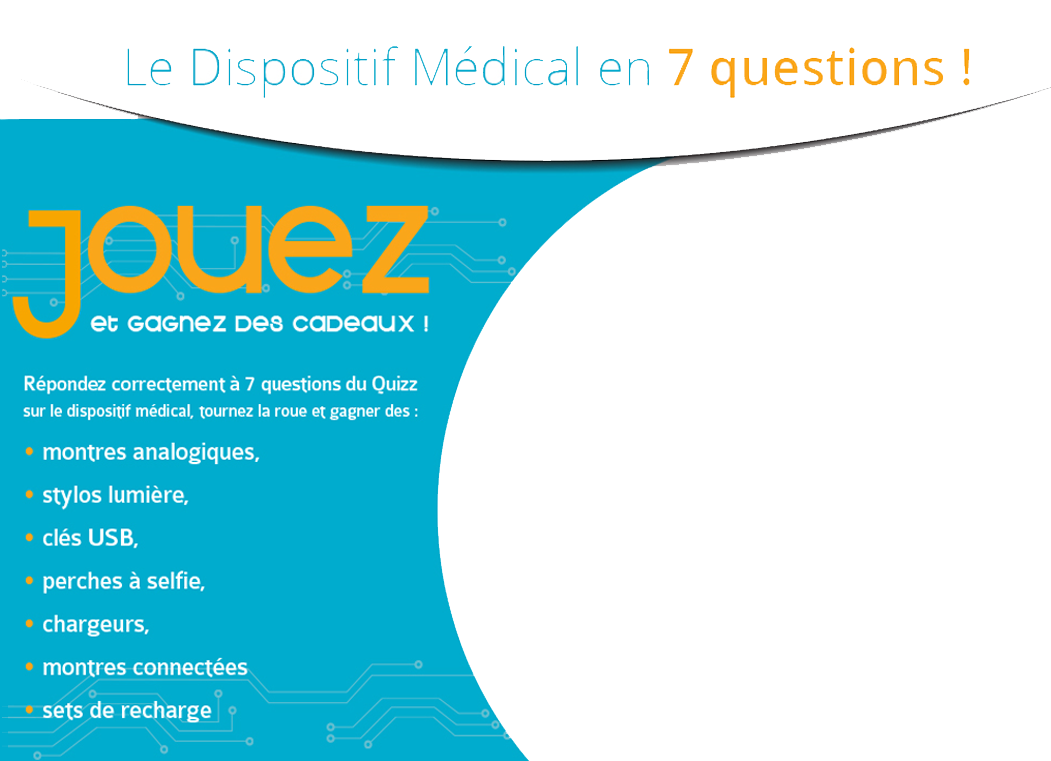 Le Dispositif Médical en 7 questions !
jouez
et gagnez des cadeaux !
Répondez correctement à 7 questions du Quizz
sur le dispositif médical, tournez la roue et gagner des :
• montres analogiques,
• stylos lumière,
• clés USB,
• perches à selfie,
• chargeurs,
• montres connectées
• sets de recharge